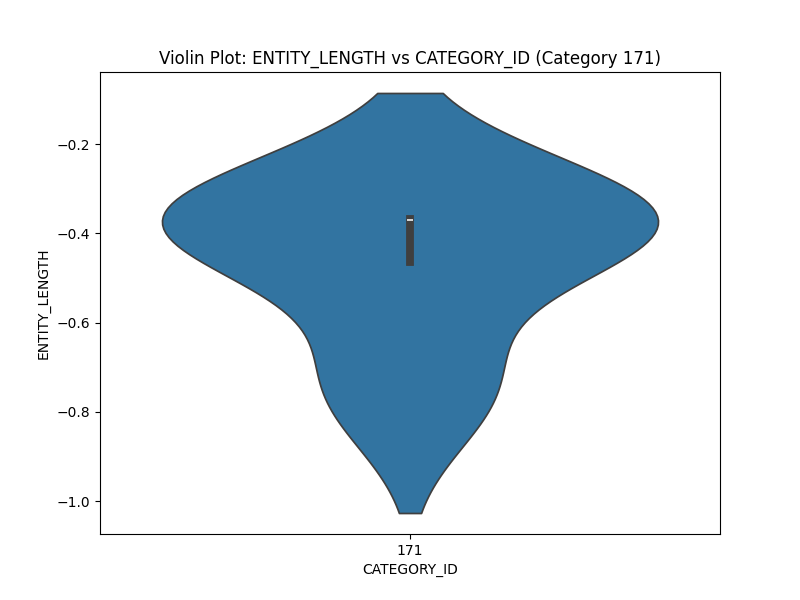 Violin Plot: ENTITY_LENGTH vs CATEGORY_ID (Category 171)
ENTITY_LENGTH
−0.2
−0.4
−0.6
−0.8
−1.0
171
CATEGORY_ID